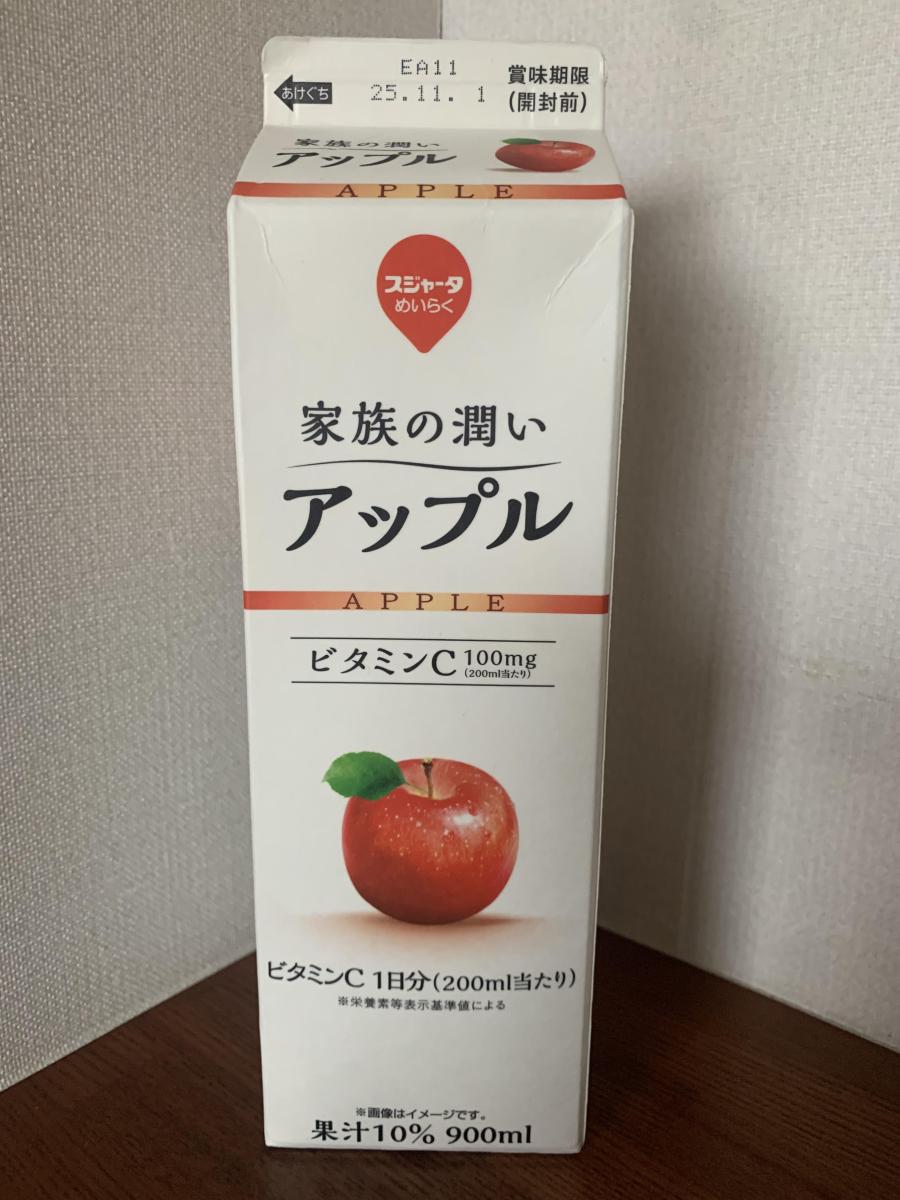 EA11
あけぐち
25.11. 1
賞味期限
(開封前)
家族の潤い
アップル
APPLE
スジャータ
めいらく
家族の潤い
アップル
APPLE
ビタミンC 100mg
(200ml当たり)
ビタミンC 1日分(200ml当たり)
※栄養素等表示基準値による
※画像はイメージです。
果汁10% 900ml